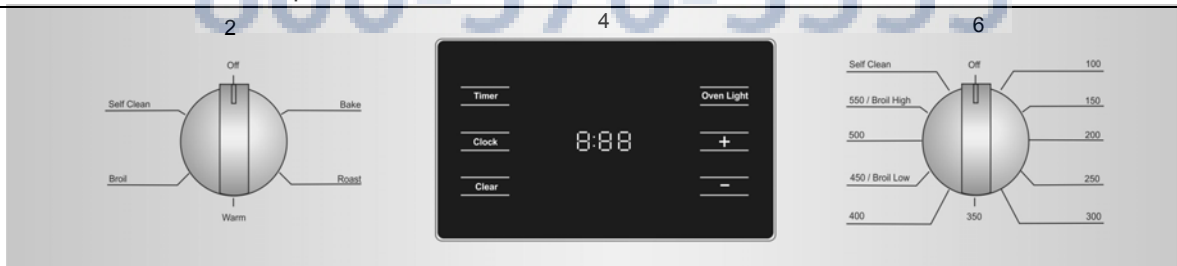 2
4
6
Off
Self Clean
Bake
Broil
Roast
Warm
Timer
Oven Light
Clock
8:88
+
Clear
−
Off
Self Clean
100
550 / Broil High
150
500
200
450 / Broil Low
250
400
350
300